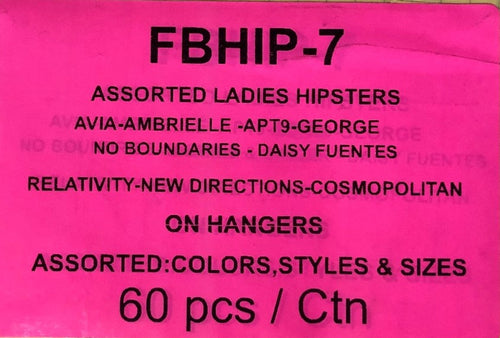 FBHIP-7
ASSORTED LADIES HIPSTERS
AVIA-AMBRIELLE -APT9-GEORGE
NO BOUNDARIES - DAISY FUENTES
RELATIVITY-NEW DIRECTIONS-COSMOPOLITAN
ON HANGERS
ASSORTED:COLORS,STYLES & SIZES
60 pcs / Ctn